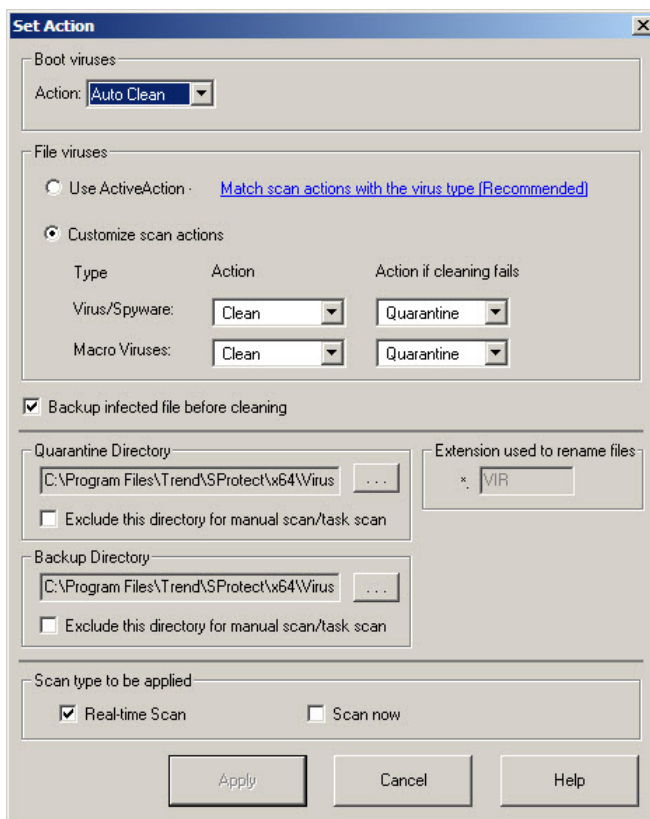 Set Action
Boot viruses
Action: Auto Clean
File viruses
Use ActiveAction · Match scan actions with the virus type (Recommended)
Customize scan actions
Type Action Action if cleaning fails
Virus/Spyware: Clean Quarantine
Macro Viruses: Clean Quarantine
Backup infected file before cleaning
Quarantine Directory
C:\Program Files\Trend\SProtect\x64\Virus ...
Exclude this directory for manual scan/task scan
Extension used to rename files
*. VIR
Backup Directory
C:\Program Files\Trend\SProtect\x64\Virus ...
Exclude this directory for manual scan/task scan
Scan type to be applied
Real-time Scan Scan now
Apply Cancel Help